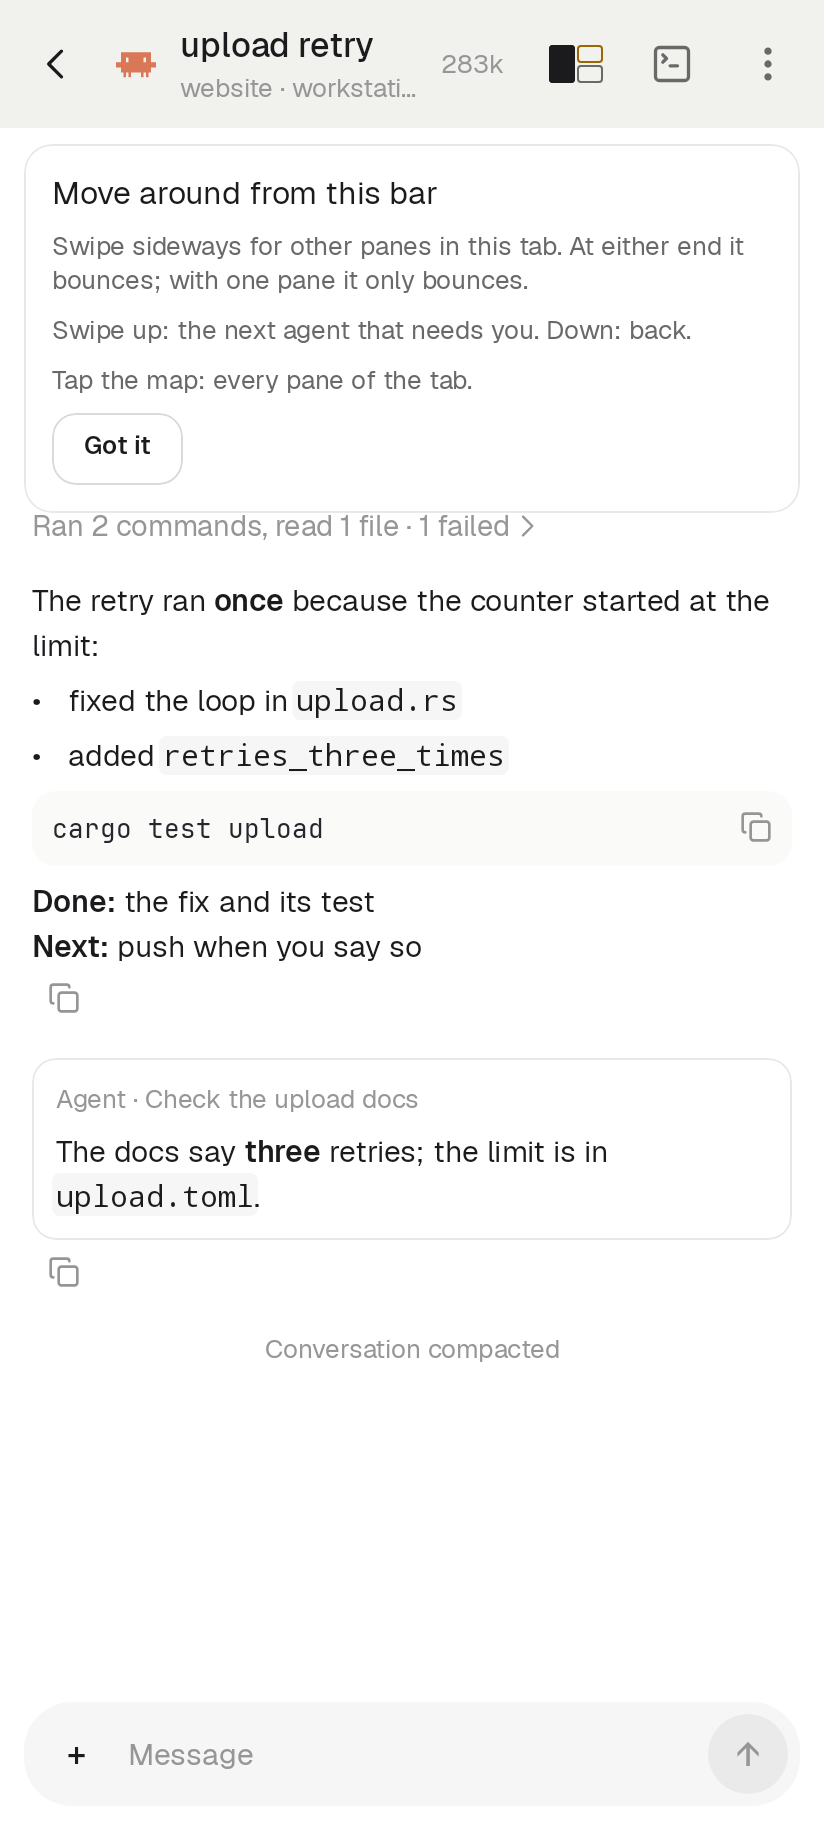 upload retry
website · workstati...
283k
Move around from this bar
Swipe sideways for other panes in this tab. At either end it
bounces; with one pane it only bounces.
Swipe up: the next agent that needs you. Down: back.
Tap the map: every pane of the tab.
Got it
Ran 2 commands, read 1 file · 1 failed
The retry ran once because the counter started at the
limit:
• fixed the loop in upload.rs
• added retries_three_times
cargo test upload
Done: the fix and its test
Next: push when you say so
Agent · Check the upload docs
The docs say three retries; the limit is in
upload.toml.
Conversation compacted
+ Message